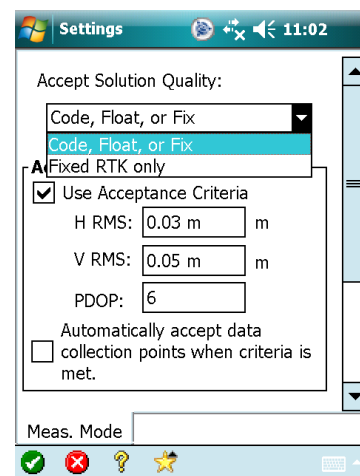 Settings 11:02
Accept Solution Quality:
Code, Float, or Fix
Code, Float, or Fix
Fixed RTK only
Use Acceptance Criteria
H RMS: 0.03 m m
V RMS: 0.05 m m
PDOP: 6
Automatically accept data
collection points when criteria is
met.
Meas. Mode